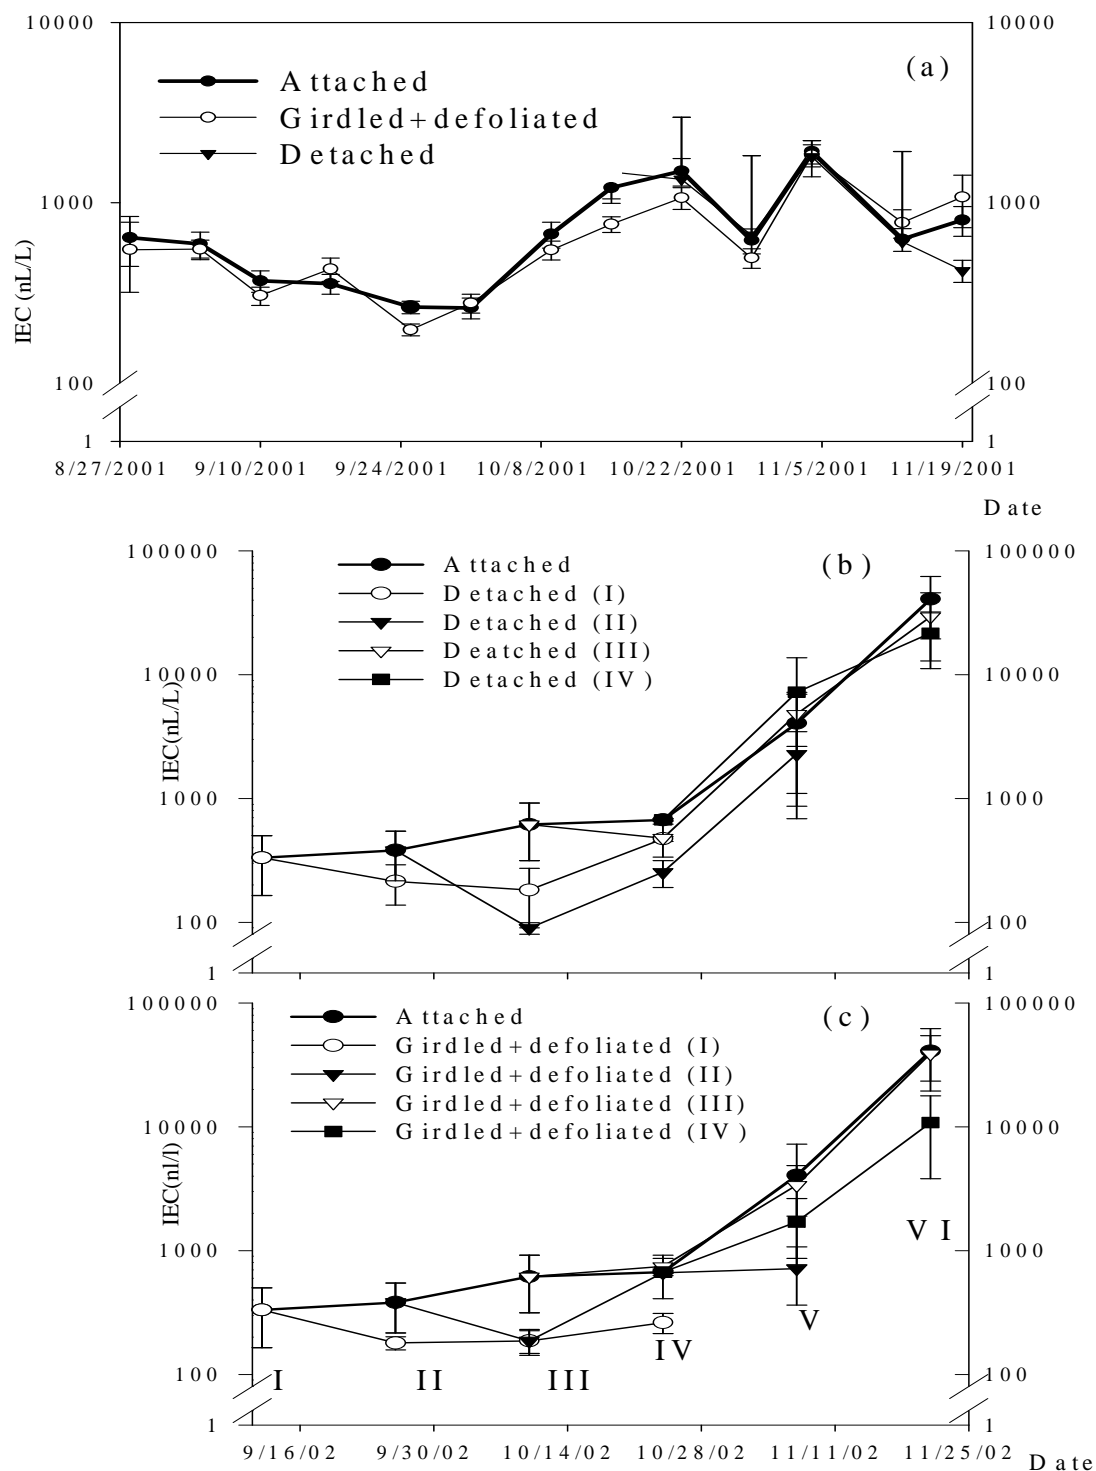 10000 10000
(a)
Attached
Girdled+defoliated
Detached
1000 1000
IEC (nL/L)
100 100
1 1
8/27/2001 9/10/2001 9/24/2001 10/8/2001 10/22/2001 11/5/2001 11/19/2001
Date
100000 100000
(b)
Attached
Detached (I)
Detached (II)
Deatched (III)
Detached (IV)
10000 10000
IEC(nL/L)
1000 1000
100 100
1 1
100000 100000
(c)
Attached
Girdled+defoliated (I)
Girdled+defoliated (II)
Girdled+defoliated (III)
Girdled+defoliated (IV)
10000 10000
IEC(nl/l)
VI
1000 1000
V
IV
100 100
I II III
1 1
9/16/02 9/30/02 10/14/02 10/28/02 11/11/02 11/25/02
Date